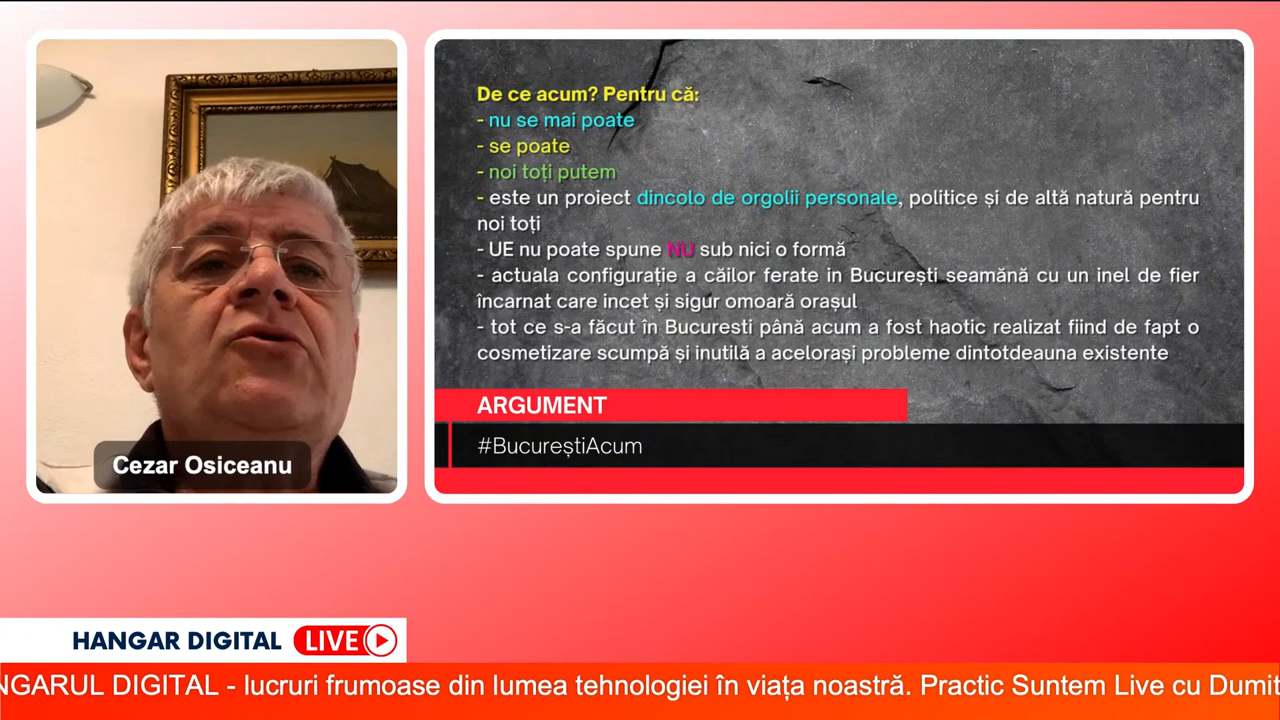 De ce acum? Pentru că:
- nu se mai poate
- se poate
- noi toți putem
- este un proiect dincolo de orgolii personale, politice și de altă natură pentru
noi toți
- UE nu poate spune NU sub nici o formă
- actuala configurație a căilor ferate in București seamănă cu un inel de fier
încarnat care incet și sigur omoară orașul
- tot ce s-a făcut în Bucuresti până acum a fost haotic realizat fiind de fapt o
cosmetizare scumpă și inutilă a acelorași probleme dintotdeauna existente
ARGUMENT
#BucureștiAcum
Cezar Osiceanu
HANGAR DIGITAL LIVE
NGARUL DIGITAL - lucruri frumoase din lumea tehnologiei în viața noastră. Practic Suntem Live cu Dumit